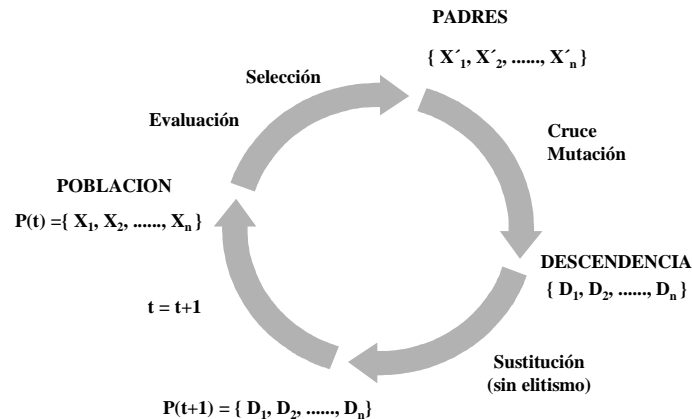 PADRES
{ X´1, X´2, ......, X´n }
Selección
Evaluación
Cruce
Mutación
POBLACION
P(t) ={ X1, X2, ......, Xn }
DESCENDENCIA
{ D1, D2, ......, Dn }
t = t+1
Sustitución
(sin elitismo)
P(t+1) = { D1, D2, ......, Dn}